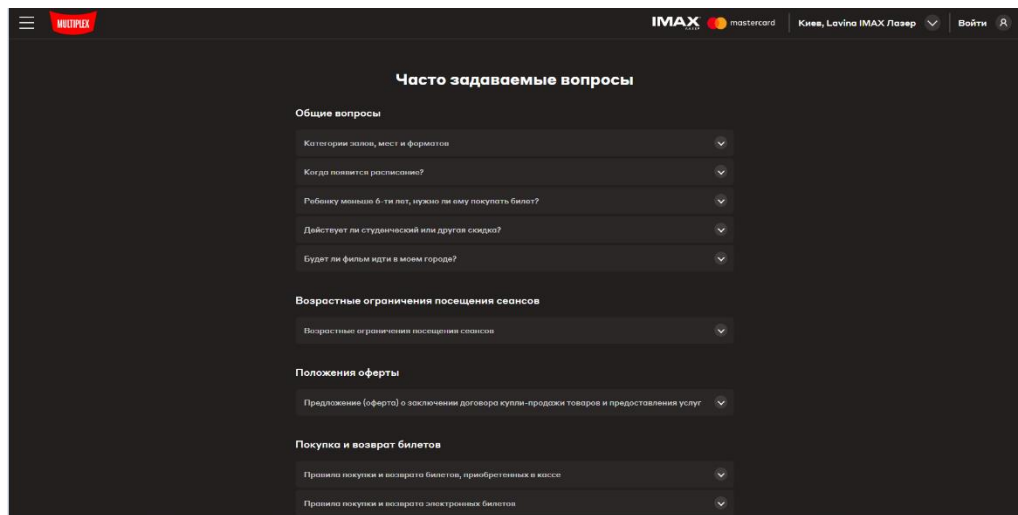 MULTIPLEX
IMAX ЛАЗЕР mastercard Киев, Lavina IMAX Лазер Войти
Часто задаваемые вопросы
Общие вопросы
Категории залов, мест и форматов
Когда появится расписание?
Ребенку меньше 6-ти лет, нужно ли ему покупать билет?
Действует ли студенческий или другая скидка?
Будет ли фильм идти в моем городе?
Возрастные ограничения посещения сеансов
Возрастные ограничения посещения сеансов
Положения оферты
Предложение (оферта) о заключении договора купли-продажи товаров и предоставления услуг
Покупка и возврат билетов
Правила покупки и возврата билетов, приобретенных в кассе
Правила покупки и возврата электронных билетов